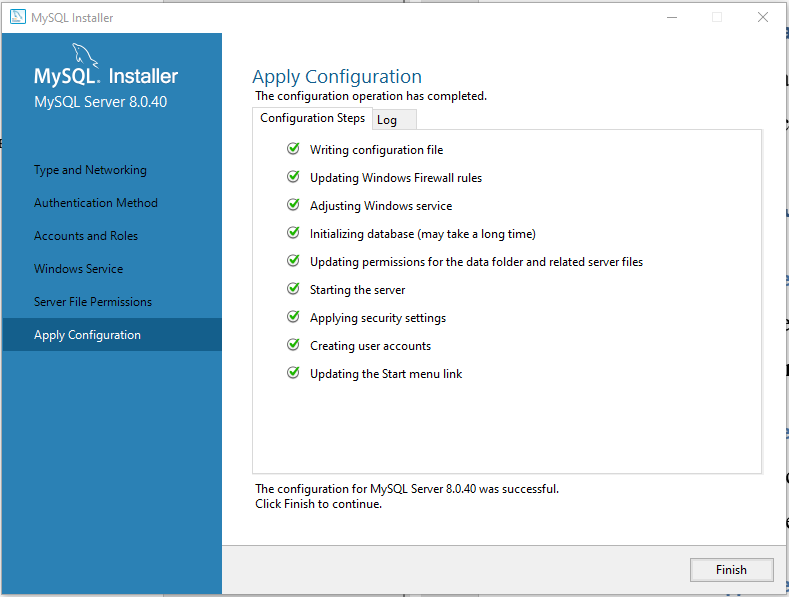 MySQL Installer
MySQL. Installer
MySQL Server 8.0.40
Type and Networking
Authentication Method
Accounts and Roles
Windows Service
Server File Permissions
Apply Configuration
Apply Configuration
The configuration operation has completed.
Configuration Steps
Log
Writing configuration file
Updating Windows Firewall rules
Adjusting Windows service
Initializing database (may take a long time)
Updating permissions for the data folder and related server files
Starting the server
Applying security settings
Creating user accounts
Updating the Start menu link
The configuration for MySQL Server 8.0.40 was successful.
Click Finish to continue.
Finish